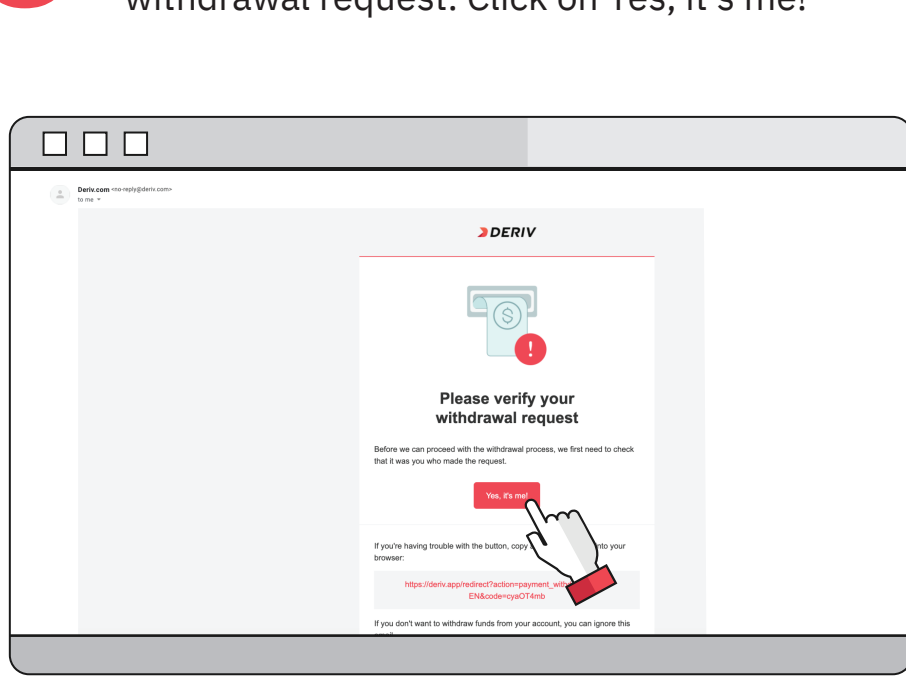 withdrawal request. Click on Yes, it's me!
Deriv.com <no-reply@deriv.com>
to me
DERIV
Please verify your
withdrawal request
Before we can proceed with the withdrawal process, we first need to check
that it was you who made the request.
Yes, it's me!
If you're having trouble with the button, copy into your
browser:
https://deriv.app/redirect?action=payment_with
EN&code=cyaOT4mb
If you don't want to withdraw funds from your account, you can ignore this